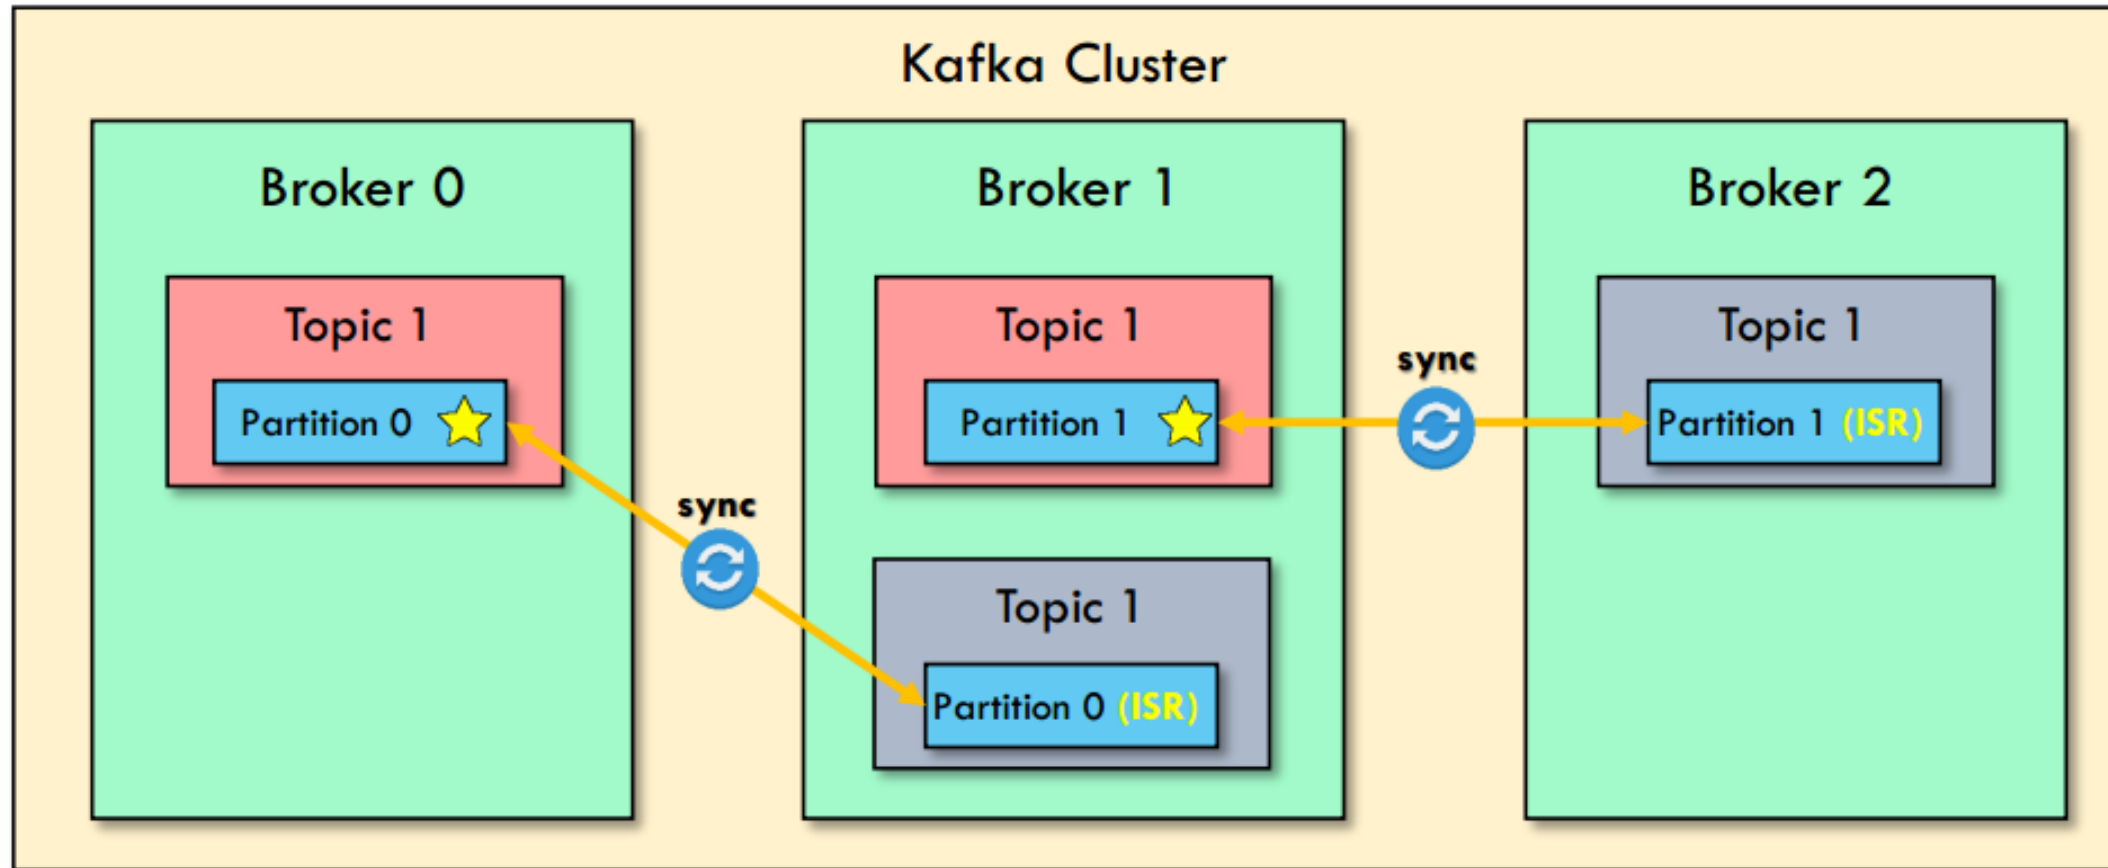 Kafka Cluster
Broker 0
Topic 1
Partition 0
sync
Broker 1
Topic 1
Partition 1
Topic 1
Partition 0 (ISR)
sync
Broker 2
Topic 1
Partition 1 (ISR)